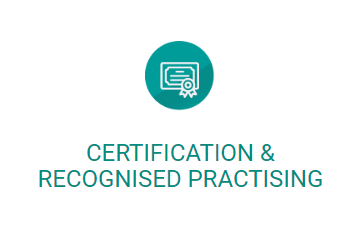 CERTIFICATION &
RECOGNISED PRACTISING